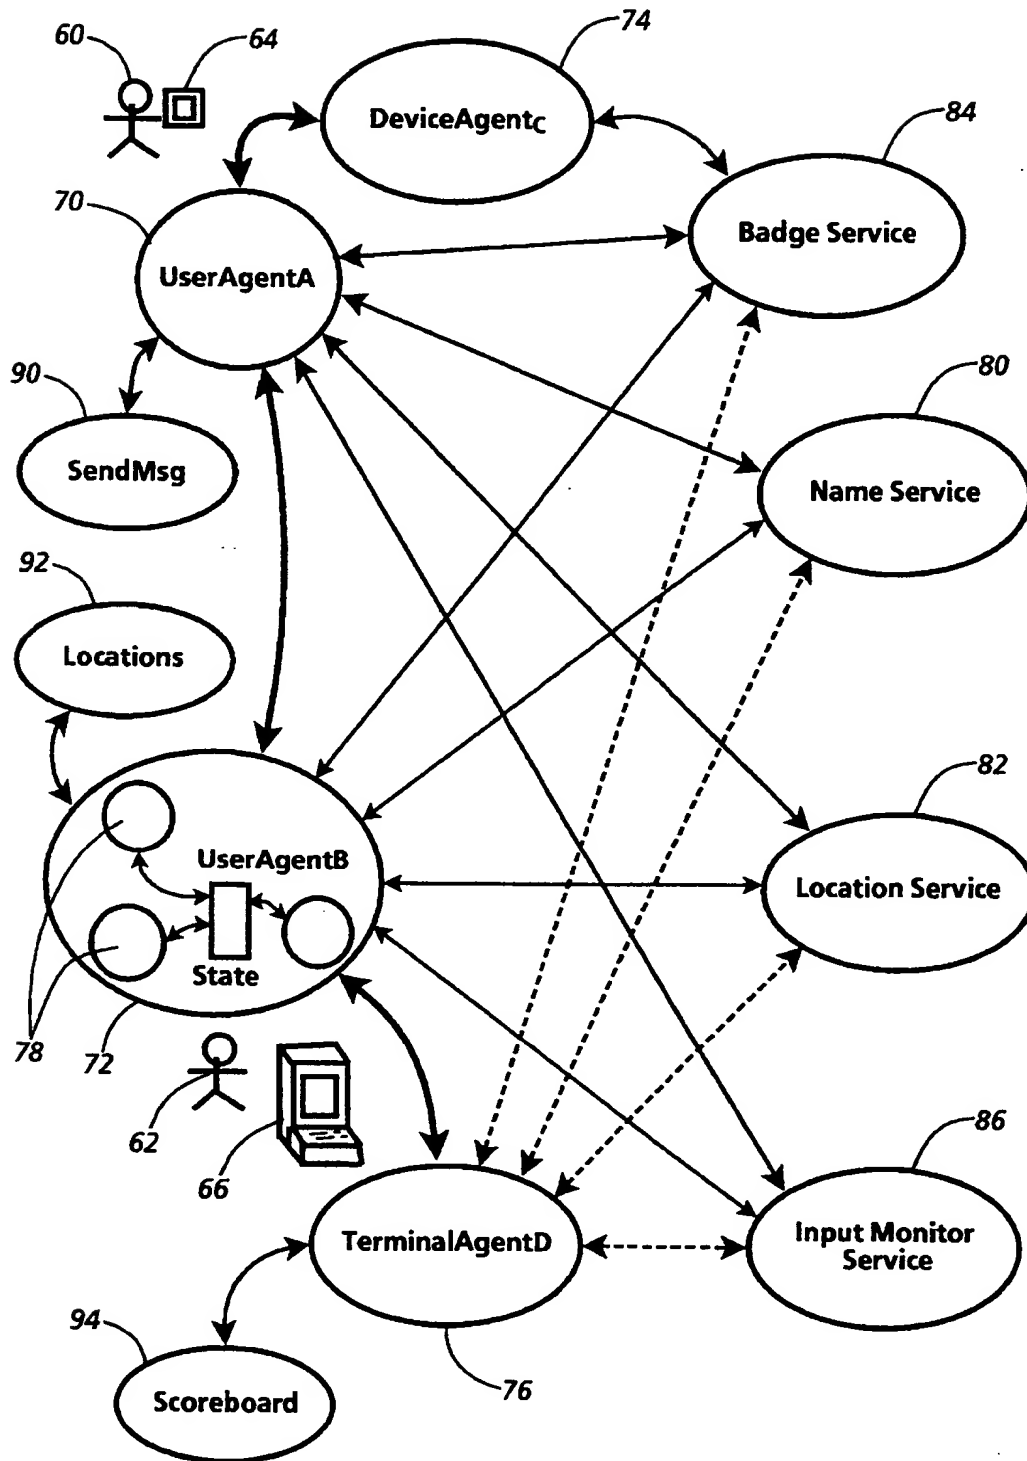 60
64
74
DeviceAgentC
84
70
Badge Service
UserAgentA
90
80
SendMsg
Name Service
92
Locations
82
UserAgentB
Location Service
State
78
72
62
66
86
TerminalAgentD
Input Monitor
Service
94
76
Scoreboard